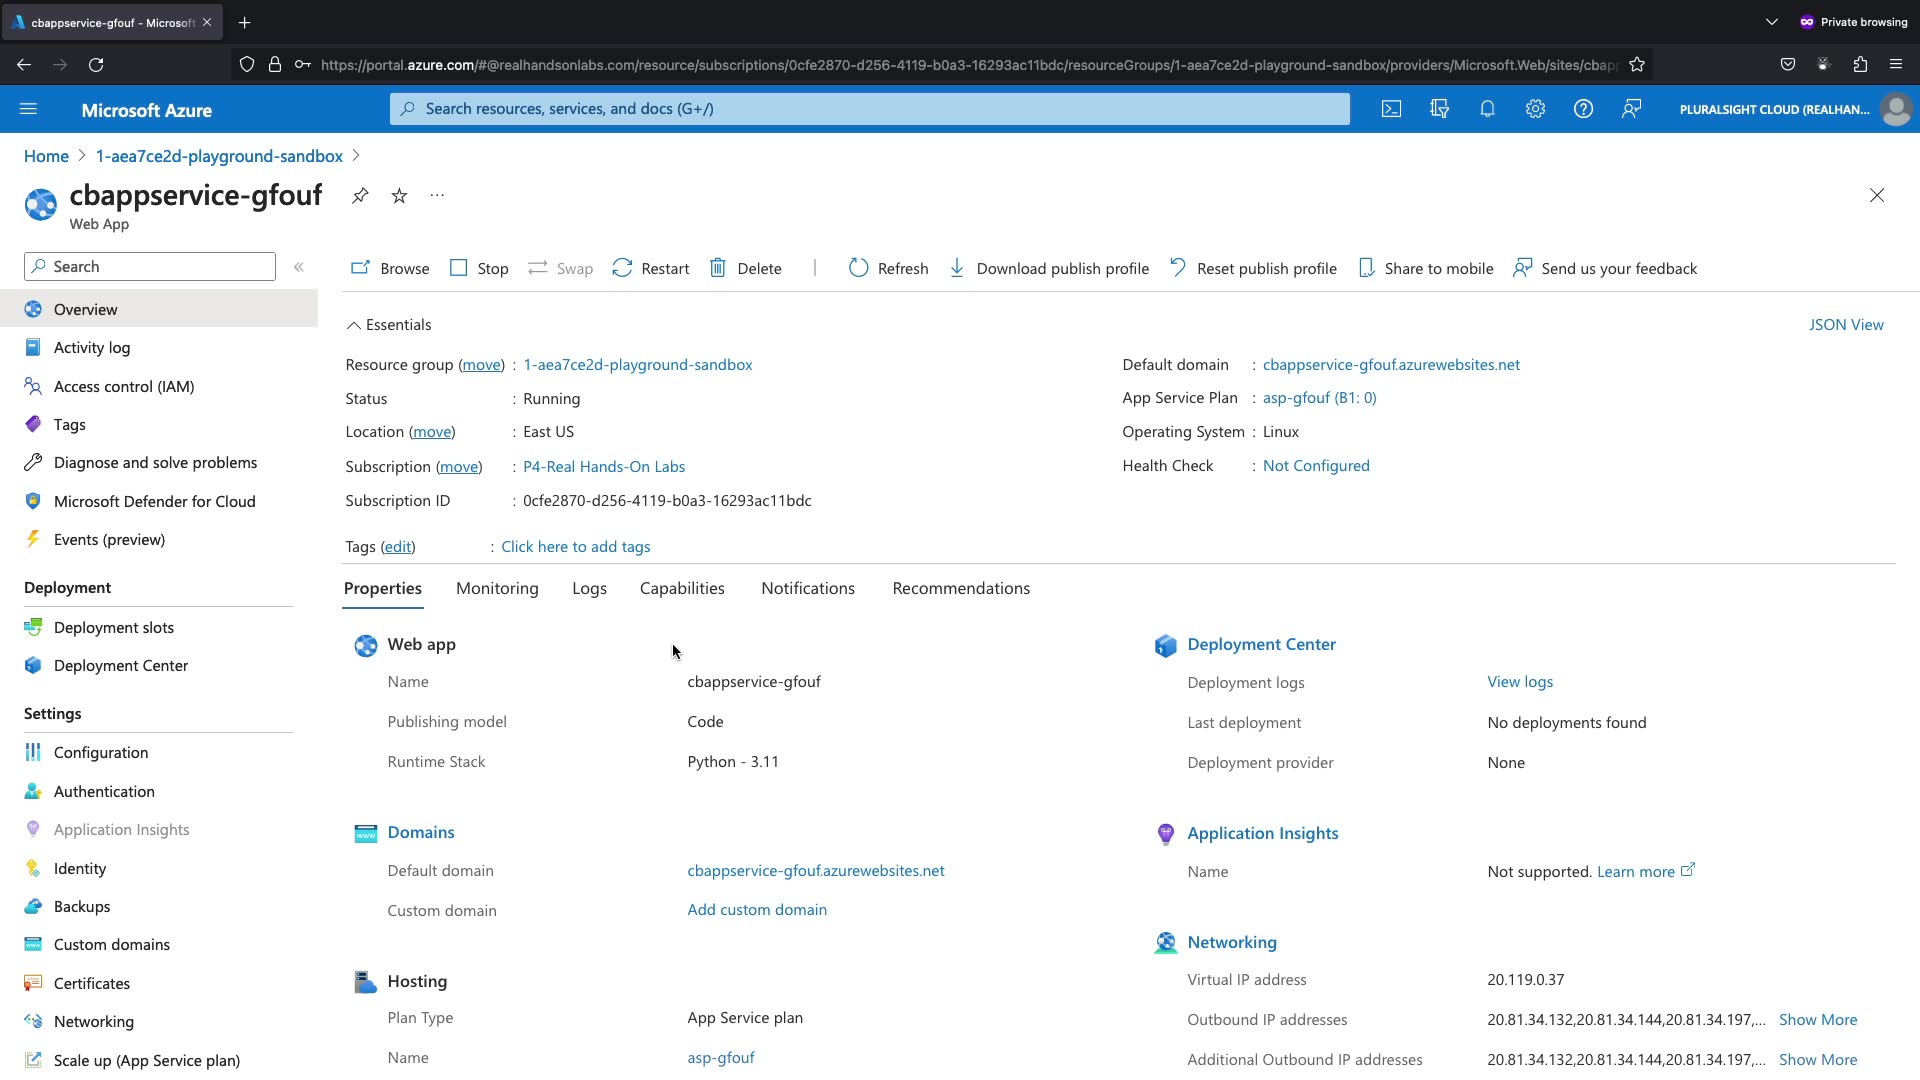 cbappservice-gfouf - Microsoft
Private browsing
https://portal.azure.com/#@realhandsonlabs.com/resource/subscriptions/0cfe2870-d256-4119-b0a3-16293ac11bdc/resourceGroups/1-aea7ce2d-playground-sandbox/providers/Microsoft.Web/sites/cbapp
Microsoft Azure
Search resources, services, and docs (G+/)
PLURALSIGHT CLOUD (REALHAN...
Home > 1-aea7ce2d-playground-sandbox >
cbappservice-gfouf
Web App
Search
Overview
Activity log
Access control (IAM)
Tags
Diagnose and solve problems
Microsoft Defender for Cloud
Events (preview)
Deployment
Deployment slots
Deployment Center
Settings
Configuration
Authentication
Application Insights
Identity
Backups
Custom domains
Certificates
Networking
Scale up (App Service plan)
Browse Stop Swap Restart Delete Refresh Download publish profile Reset publish profile Share to mobile Send us your feedback
Essentials
JSON View
Resource group (move) : 1-aea7ce2d-playground-sandbox
Status : Running
Location (move) : East US
Subscription (move) : P4-Real Hands-On Labs
Subscription ID : 0cfe2870-d256-4119-b0a3-16293ac11bdc
Default domain : cbappservice-gfouf.azurewebsites.net
App Service Plan : asp-gfouf (B1: 0)
Operating System : Linux
Health Check : Not Configured
Tags (edit) : Click here to add tags
Properties Monitoring Logs Capabilities Notifications Recommendations
Web app
Name cbappservice-gfouf
Publishing model Code
Runtime Stack Python - 3.11
Domains
Default domain cbappservice-gfouf.azurewebsites.net
Custom domain Add custom domain
Hosting
Plan Type App Service plan
Name asp-gfouf
Deployment Center
Deployment logs View logs
Last deployment No deployments found
Deployment provider None
Application Insights
Name Not supported. Learn more
Networking
Virtual IP address 20.119.0.37
Outbound IP addresses 20.81.34.132,20.81.34.144,20.81.34.197,... Show More
Additional Outbound IP addresses 20.81.34.132,20.81.34.144,20.81.34.197,... Show More